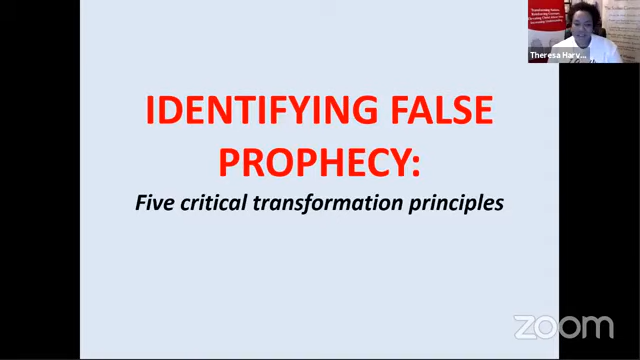 IDENTIFYING FALSE
PROPHECY:
Five critical transformation principles
Theresa Harv...
zoom